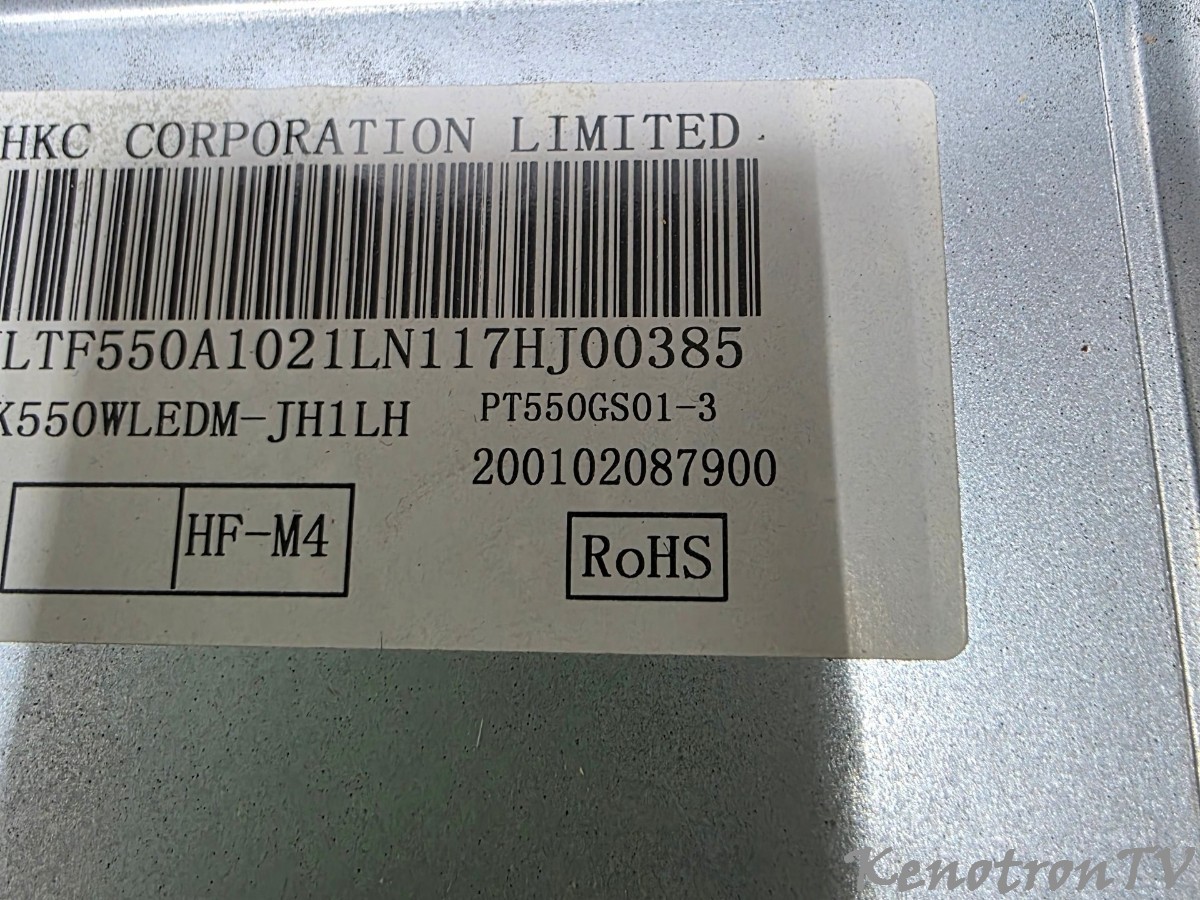 HKC CORPORATION LIMITED
LTF550A1021LN117HJ00385
K550WLEDM-JH1LH PT550GS01-3
200102087900
HF-M4
RoHS
KenotronTV